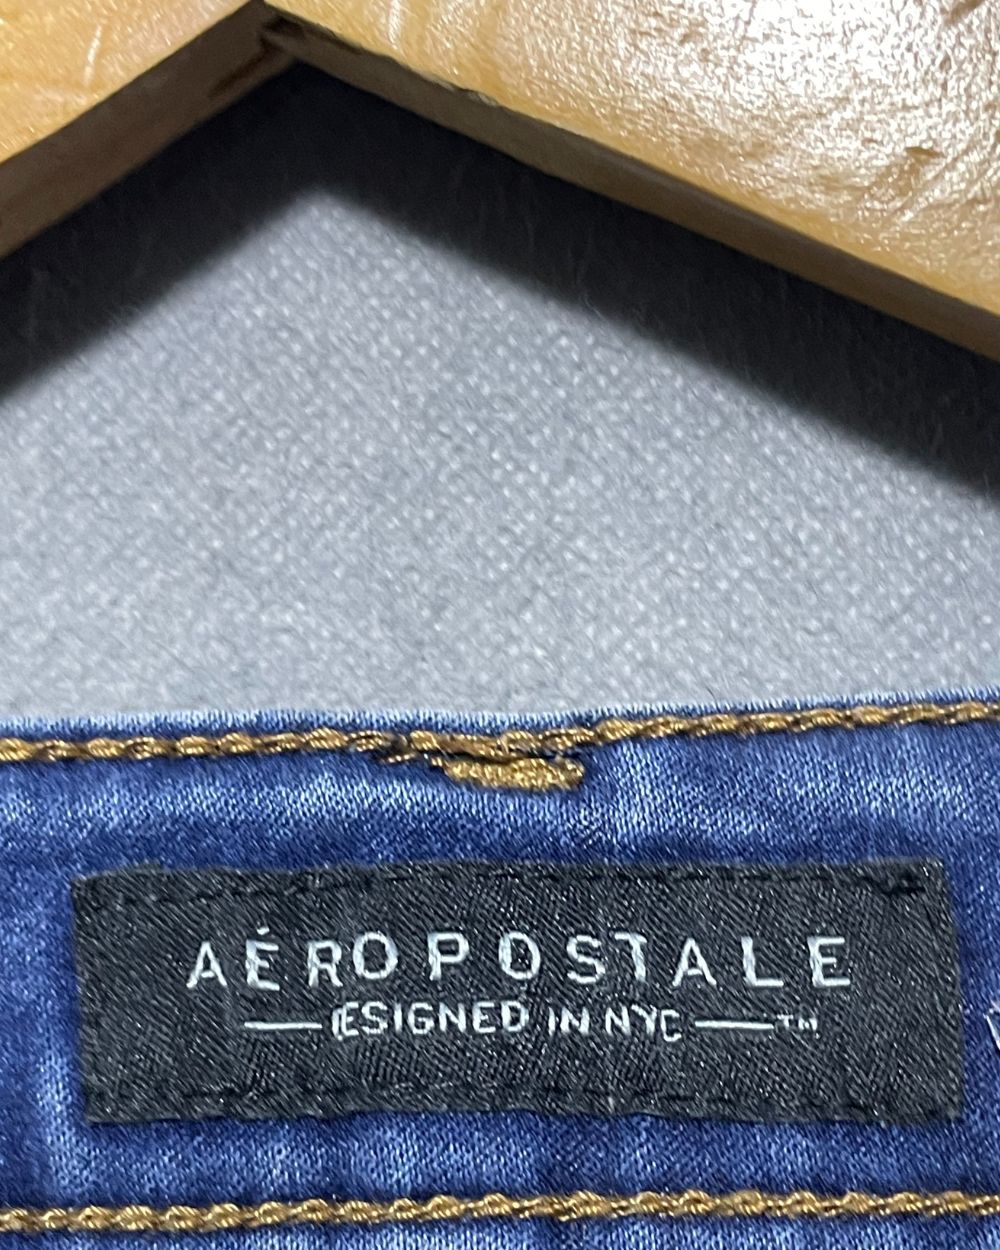 AÉROPOSTALE
— DESIGNED IN NYC — ™